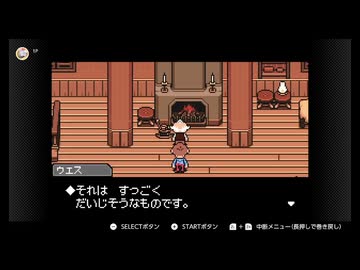 1P
ウエス
◆それは すっごく
だいじそうなものです。
SELECTボタン
STARTボタン
中断メニュー(長押しで巻き戻し)